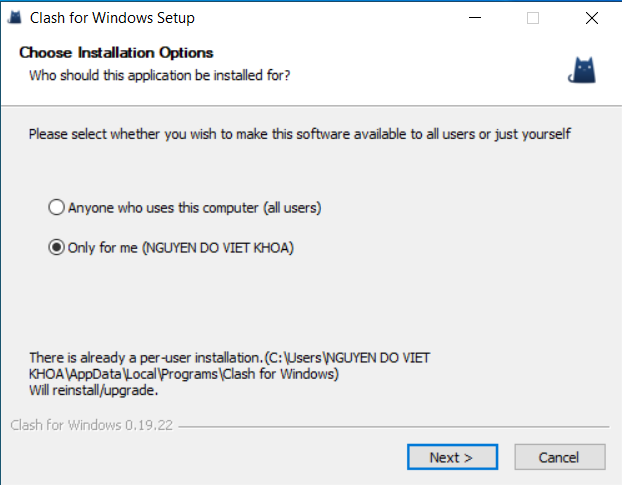 Clash for Windows Setup
Choose Installation Options
Who should this application be installed for?
Please select whether you wish to make this software available to all users or just yourself
Anyone who uses this computer (all users)
Only for me (NGUYEN DO VIET KHOA)
There is already a per-user installation.(C:\Users\NGUYEN DO VIET
KHOA\AppData\Local\Programs\Clash for Windows)
Will reinstall/upgrade.
Clash for Windows 0.19.22
Next >
Cancel